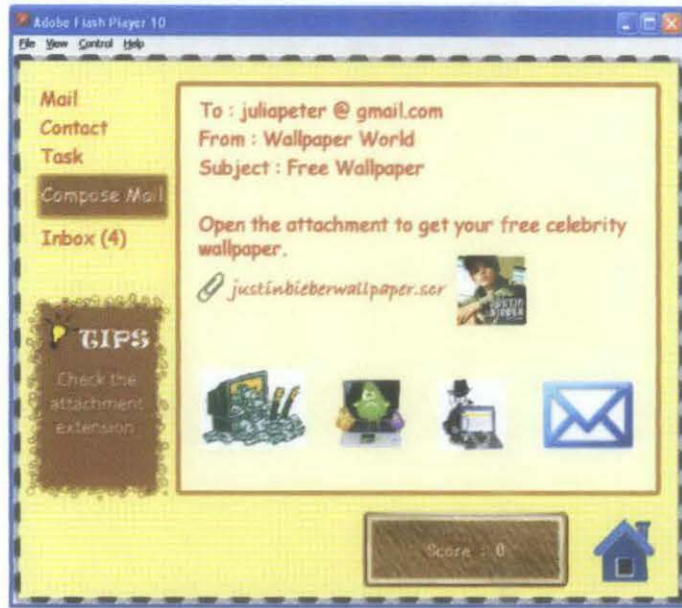 Adobe Flash Player 10
File View Control Help
Mail
Contact
Task
Compose Mail
Inbox (4)
TIPS
Check the
attachment
extension
To : juliapeter @ gmail.com
From : Wallpaper World
Subject : Free Wallpaper
Open the attachment to get your free celebrity
wallpaper.
justinbieberwallpaper.scr
JUSTIN
BIEBER
Score : 0